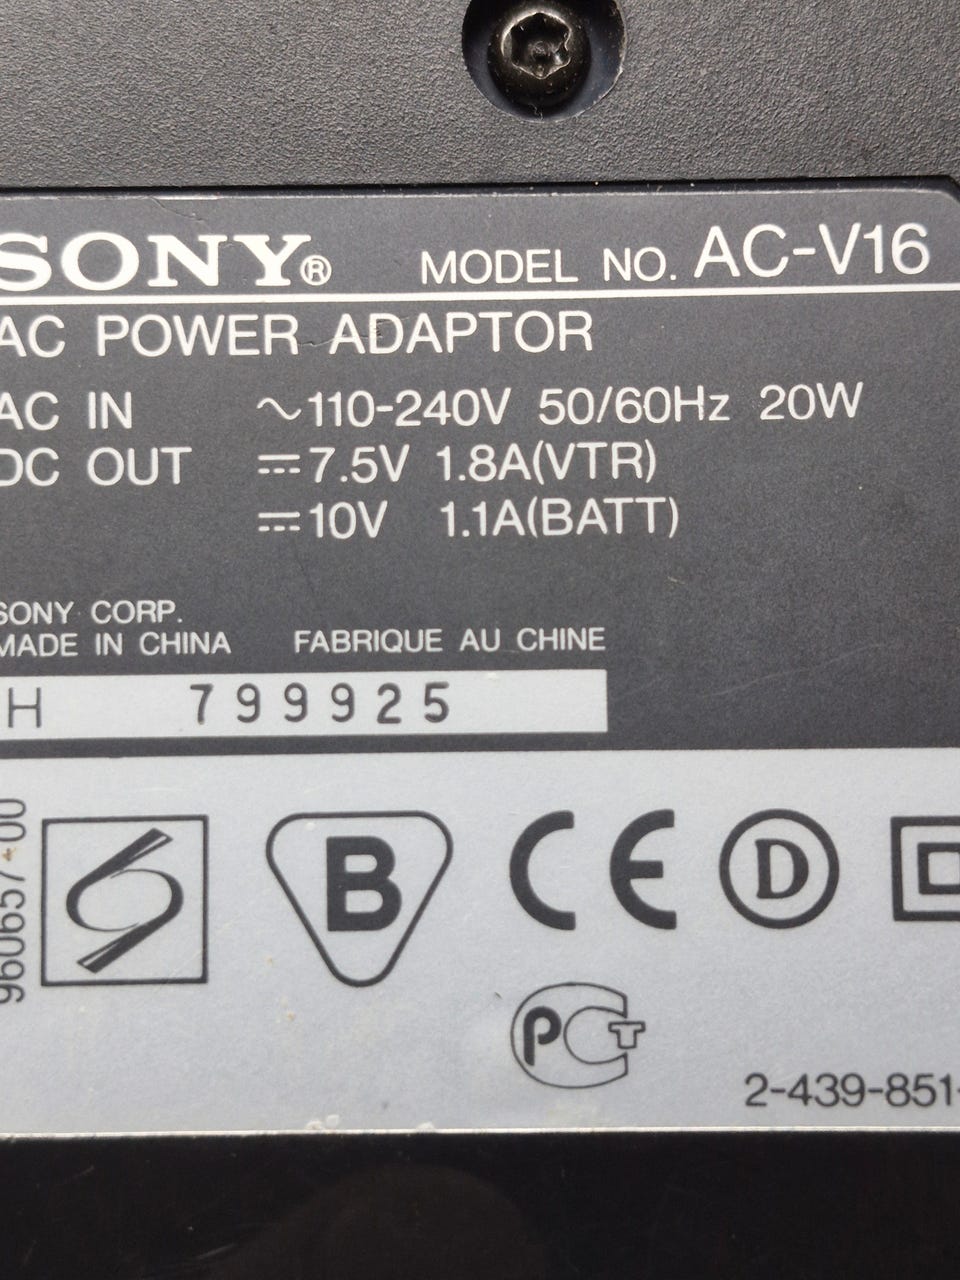 SONY® MODEL NO. AC-V16
AC POWER ADAPTOR
AC IN ~110-240V 50/60Hz 20W
DC OUT ⎓7.5V 1.8A(VTR)
⎓10V 1.1A(BATT)
SONY CORP.
MADE IN CHINA FABRIQUE AU CHINE
H 799925
B CE D
PCT
2-439-851-